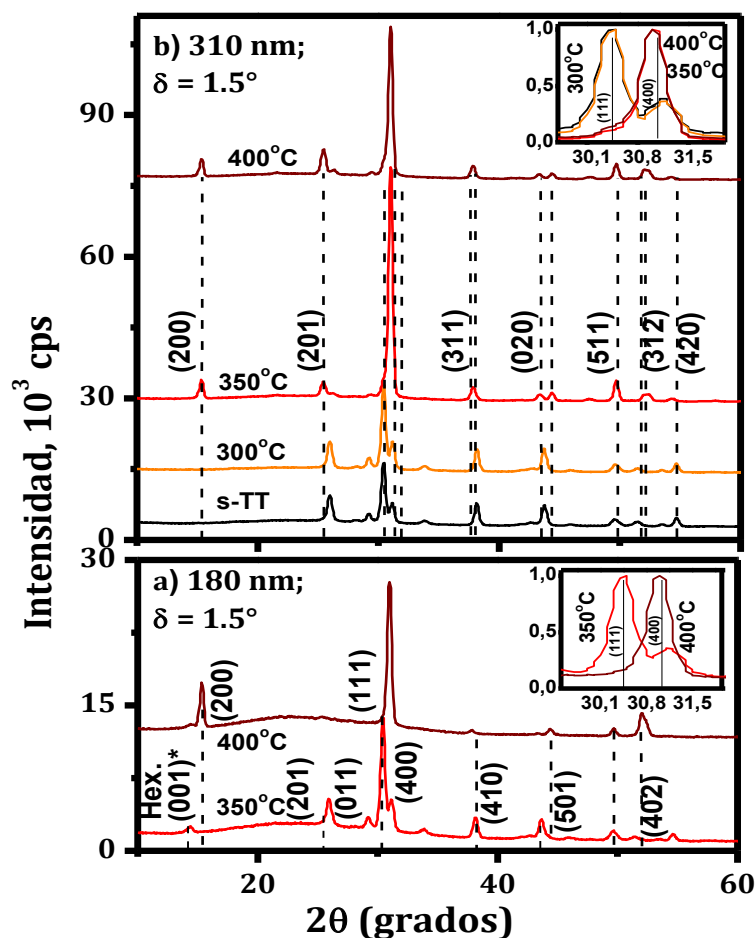 b) 310 nm;
δ = 1.5°
1,0
0,5
0,0
300°C
(111)
(400)
400°C
350°C
30,1 30,8 31,5
90
60
30
0
400°C
(200)
(201)
(311)
(020)
(511)
(312)
(420)
350°C
300°C
s-TT
Intensidad, 10³ cps
a) 180 nm;
δ = 1.5°
1,0
0,5
0,0
350°C
(111)
(400)
400°C
30,1 30,8 31,5
30
15
0
(200)
(111)
400°C
Hex.
(001)*
350°C
(201)
(011)
(400)
(410)
(501)
(402)
20 40 60
2θ (grados)